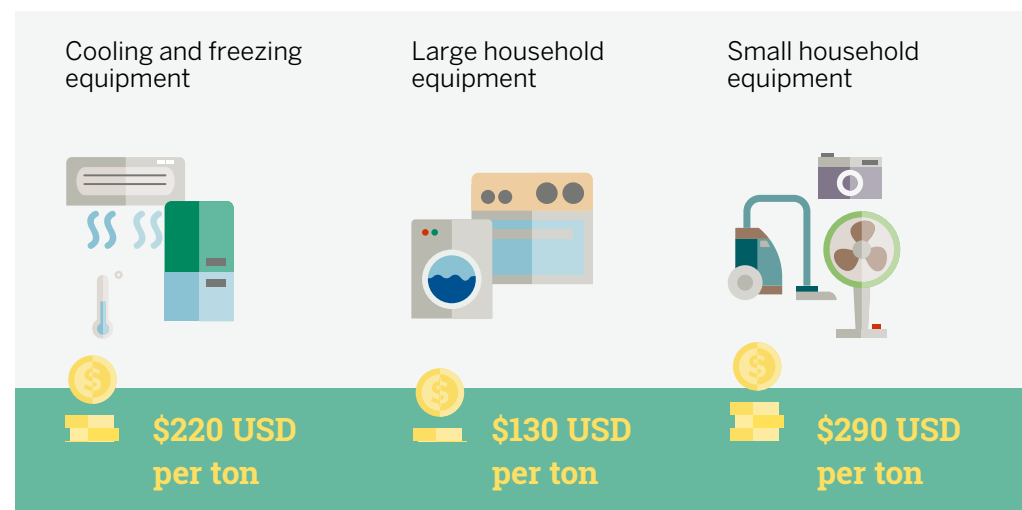 Cooling and freezing
equipment
Large household
equipment
Small household
equipment
$
$
$
$220 USD
per ton
$130 USD
per ton
$290 USD
per ton